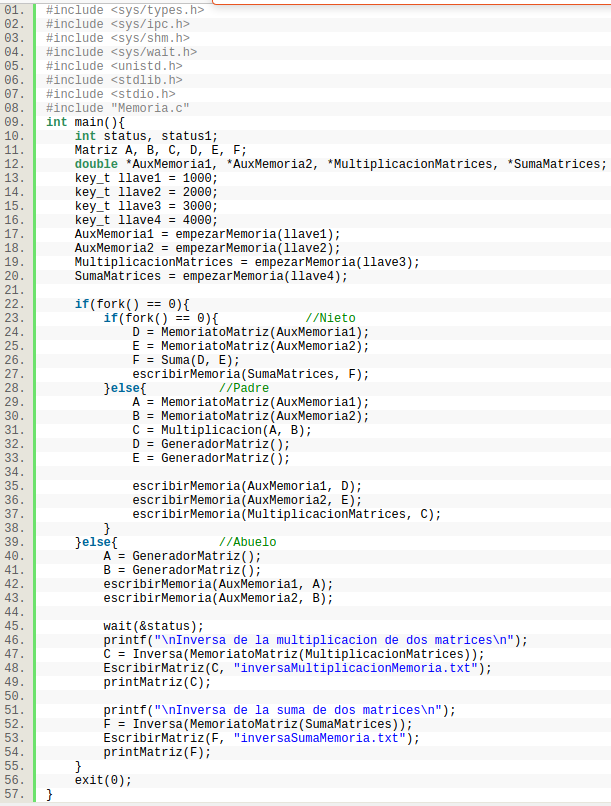 01. #include <sys/types.h>
02. #include <sys/ipc.h>
03. #include <sys/shm.h>
04. #include <sys/wait.h>
05. #include <unistd.h>
06. #include <stdlib.h>
07. #include <stdio.h>
08. #include "Memoria.c"
09. int main(){
10.     int status, status1;
11.     Matriz A, B, C, D, E, F;
12.     double *AuxMemoria1, *AuxMemoria2, *MultiplicacionMatrices, *SumaMatrices;
13.     key_t llave1 = 1000;
14.     key_t llave2 = 2000;
15.     key_t llave3 = 3000;
16.     key_t llave4 = 4000;
17.     AuxMemoria1 = empezarMemoria(llave1);
18.     AuxMemoria2 = empezarMemoria(llave2);
19.     MultiplicacionMatrices = empezarMemoria(llave3);
20.     SumaMatrices = empezarMemoria(llave4);
21.
22.     if(fork() == 0){
23.         if(fork() == 0){            //Nieto
24.             D = MemoriatoMatriz(AuxMemoria1);
25.             E = MemoriatoMatriz(AuxMemoria2);
26.             F = Suma(D, E);
27.             escribirMemoria(SumaMatrices, F);
28.         }else{          //Padre
29.             A = MemoriatoMatriz(AuxMemoria1);
30.             B = MemoriatoMatriz(AuxMemoria2);
31.             C = Multiplicacion(A, B);
32.             D = GeneradorMatriz();
33.             E = GeneradorMatriz();
34.
35.             escribirMemoria(AuxMemoria1, D);
36.             escribirMemoria(AuxMemoria2, E);
37.             escribirMemoria(MultiplicacionMatrices, C);
38.         }
39.     }else{              //Abuelo
40.         A = GeneradorMatriz();
41.         B = GeneradorMatriz();
42.         escribirMemoria(AuxMemoria1, A);
43.         escribirMemoria(AuxMemoria2, B);
44.
45.         wait(&status);
46.         printf("\nInversa de la multiplicacion de dos matrices\n");
47.         C = Inversa(MemoriatoMatriz(MultiplicacionMatrices));
48.         EscribirMatriz(C, "inversaMultiplicacionMemoria.txt");
49.         printMatriz(C);
50.
51.         printf("\nInversa de la suma de dos matrices\n");
52.         F = Inversa(MemoriatoMatriz(SumaMatrices));
53.         EscribirMatriz(F, "inversaSumaMemoria.txt");
54.         printMatriz(F);
55.     }
56.     exit(0);
57. }